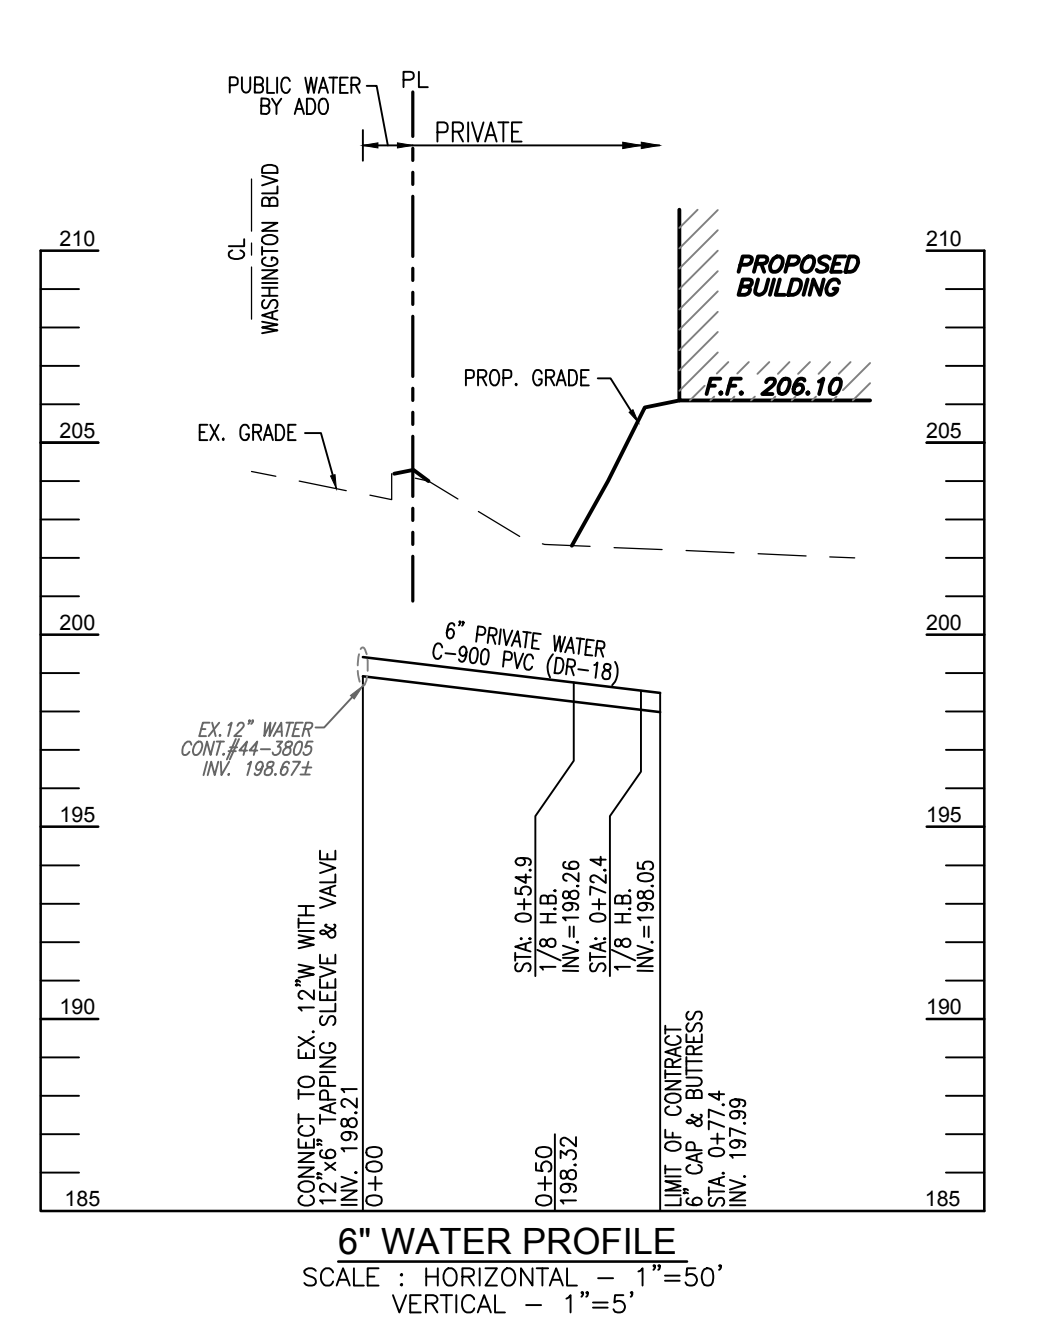 PUBLIC WATER
BY ADO
PL
PRIVATE
CL
WASHINGTON BLVD
210
210
PROPOSED
BUILDING
PROP. GRADE
F.F. 206.10
EX. GRADE
205
205
200
200
6” PRIVATE WATER
C-900 PVC (DR-18)
EX.12” WATER
CONT.#44-3805
INV. 198.67±
195
195
STA: 0+54.9
1/8 H.B.
INV.=198.26
STA: 0+72.4
1/8 H.B.
INV.=198.05
190
190
CONNECT TO EX. 12”W WITH
12”x6” TAPPING SLEEVE & VALVE
INV. 198.21
0+00
0+50
198.32
LIMIT OF CONTRACT
6” CAP & BUTTRESS
STA. 0+77.4
INV. 197.99
185
185
6" WATER PROFILE
SCALE : HORIZONTAL - 1”=50’
VERTICAL - 1”=5’